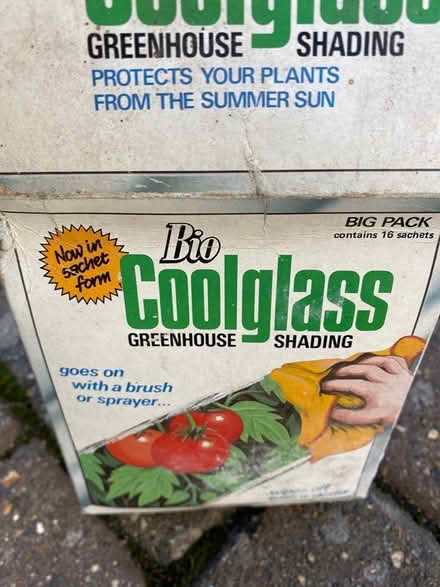 Coolglass
GREENHOUSE SHADING
PROTECTS YOUR PLANTS
FROM THE SUMMER SUN
BIG PACK
contains 16 sachets
Now in
sachet
form
Bio
Coolglass
GREENHOUSE SHADING
goes on
with a brush
or sprayer...